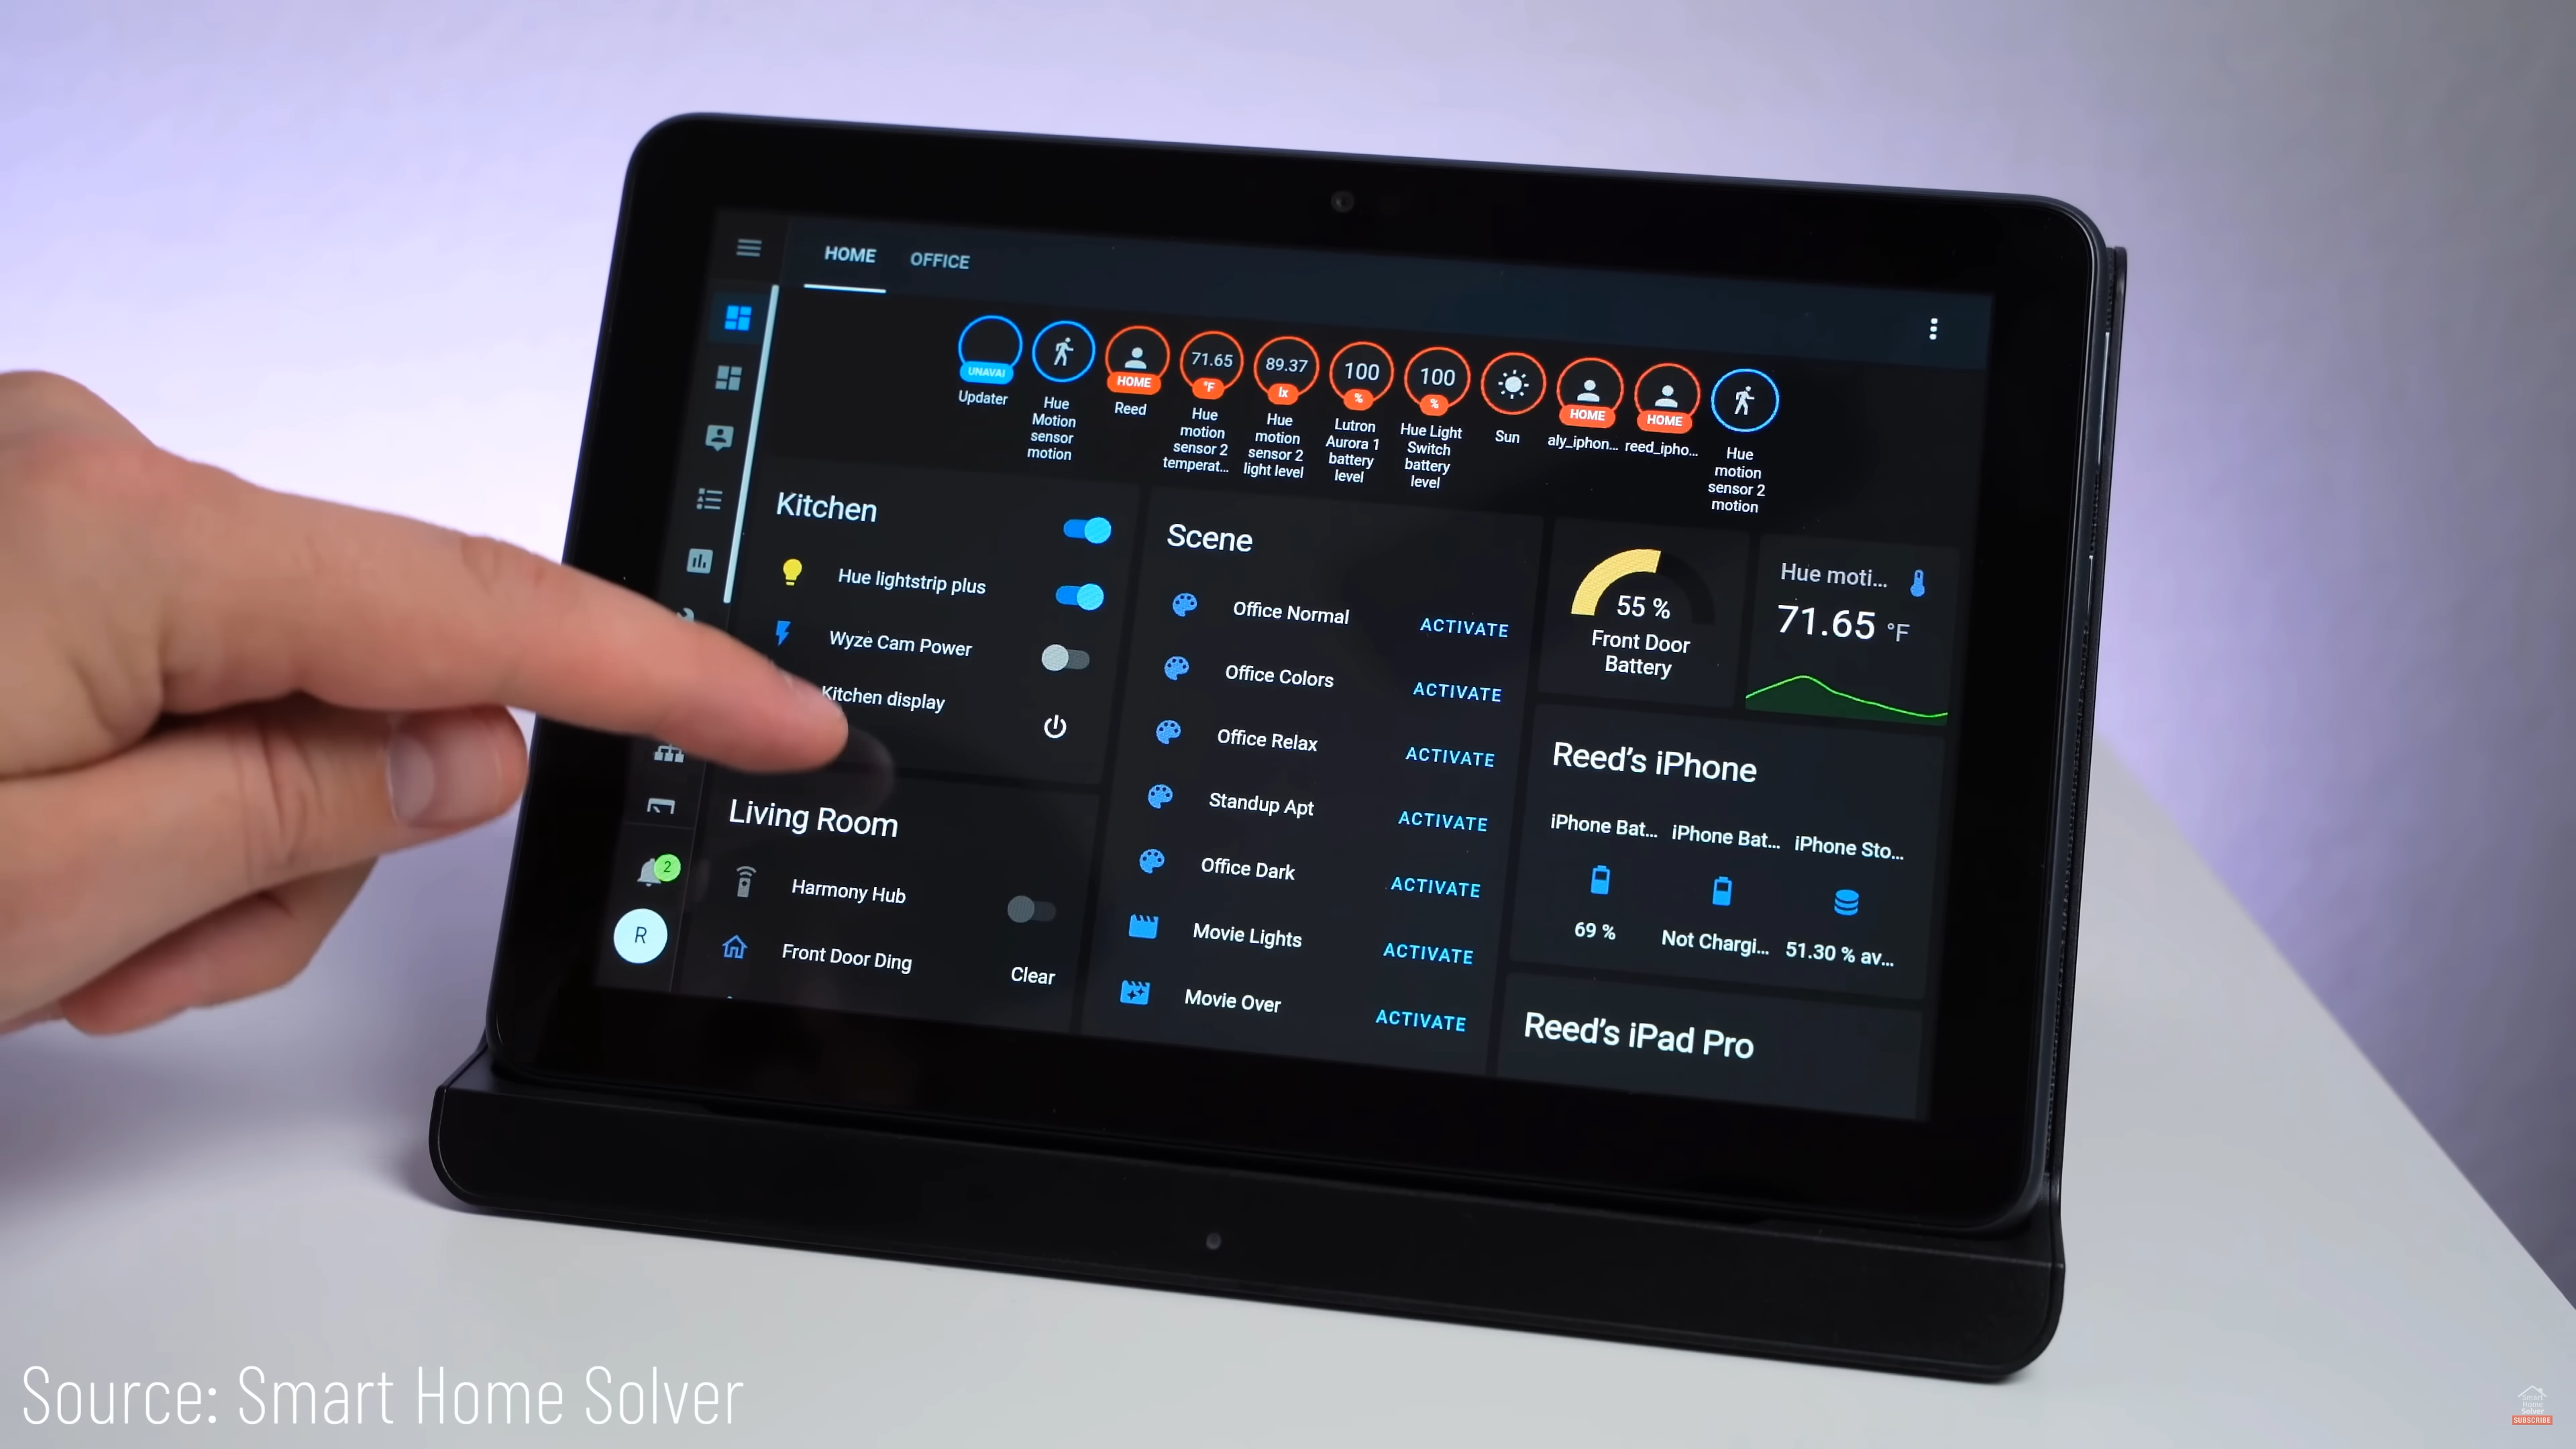 HOME OFFICE
UNAVAI
Updater
Hue
Motion
sensor
motion
HOME
Reed
71.65
°F
Hue
motion
sensor 2
temperat...
89.37
lx
Hue
motion
sensor 2
light level
100
%
Lutron
Aurora 1
battery
level
100
%
Hue Light
Switch
battery
level
Sun
HOME
aly_iphon...
HOME
reed_ipho...
Hue
motion
sensor 2
motion
Kitchen
Hue lightstrip plus
Wyze Cam Power
Kitchen display
Living Room
Harmony Hub
Front Door Ding Clear
2
R
Scene
Office Normal ACTIVATE
Office Colors ACTIVATE
Office Relax ACTIVATE
Standup Apt ACTIVATE
Office Dark ACTIVATE
Movie Lights ACTIVATE
Movie Over ACTIVATE
55 %
Front Door
Battery
Hue moti...
71.65 °F
Reed's iPhone
iPhone Bat... iPhone Bat... iPhone Sto...
69 % Not Chargi... 51.30 % av...
Reed's iPad Pro
Source: Smart Home Solver
Smart
Home
Solver
SUBSCRIBE